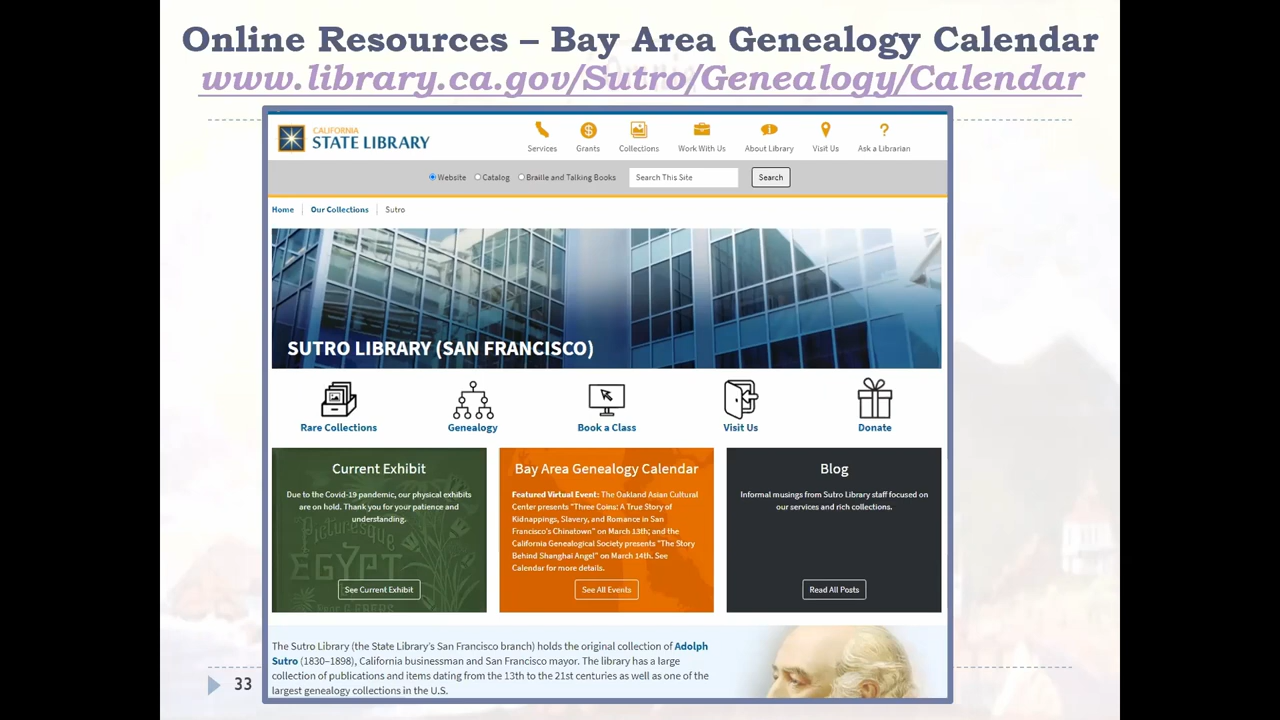 Online Resources – Bay Area Genealogy Calendar
www.library.ca.gov/Sutro/Genealogy/Calendar
CALIFORNIA
STATE LIBRARY
Services
Grants
Collections
Work With Us
About Library
Visit Us
Ask a Librarian
Website
Catalog
Braille and Talking Books
Search This Site
Search
Home
Our Collections
Sutro
SUTRO LIBRARY (SAN FRANCISCO)
Rare Collections
Genealogy
Book a Class
Visit Us
Donate
Current Exhibit
Due to the Covid-19 pandemic, our physical exhibits
are on hold. Thank you for your patience and
understanding.
Picturesque
EGYPT
See Current Exhibit
Bay Area Genealogy Calendar
Featured Virtual Event: The Oakland Asian Cultural
Center presents "Three Coins: A True Story of
Kidnappings, Slavery, and Romance in San
Francisco's Chinatown" on March 13th; and the
California Genealogical Society presents "The Story
Behind Shanghai Angel" on March 14th. See
Calendar for more details.
See All Events
Blog
Informal musings from Sutro Library staff focused on
our services and rich collections.
Read All Posts
The Sutro Library (the State Library's San Francisco branch) holds the original collection of Adolph
Sutro (1830–1898), California businessman and San Francisco mayor. The library has a large
collection of publications and items dating from the 13th to the 21st centuries as well as one of the
largest genealogy collections in the U.S.
33